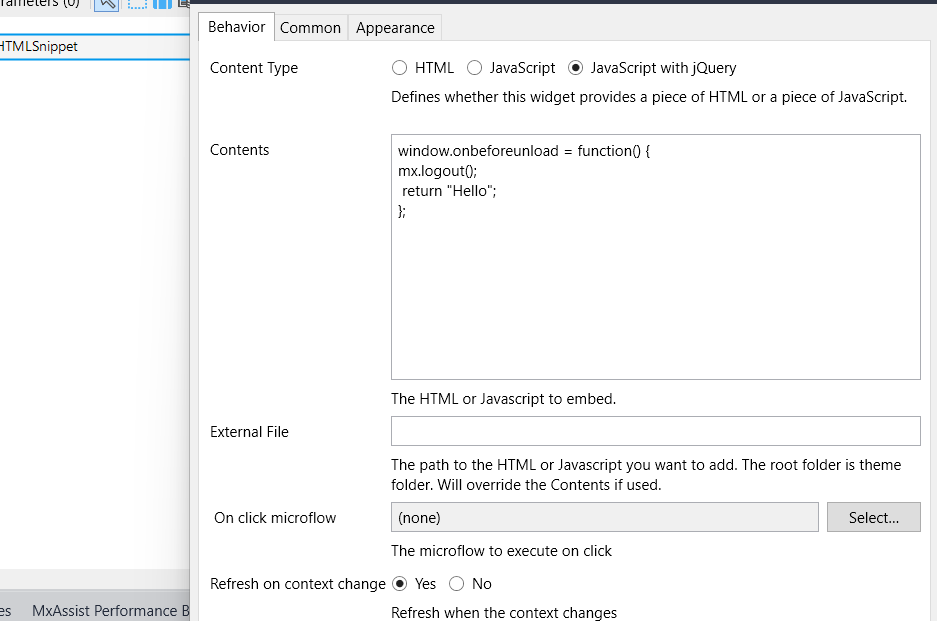 (0)
HTMLSnippet
Behavior Common Appearance
Content Type HTML JavaScript JavaScript with jQuery
Defines whether this widget provides a piece of HTML or a piece of JavaScript.
Contents
window.onbeforeunload = function() {
mx.logout();
return "Hello";
};
The HTML or Javascript to embed.
External File
The path to the HTML or Javascript you want to add. The root folder is theme
folder. Will override the Contents if used.
On click microflow (none) Select...
The microflow to execute on click
Refresh on context change Yes No
Refresh when the context changes
MxAssist Performance B